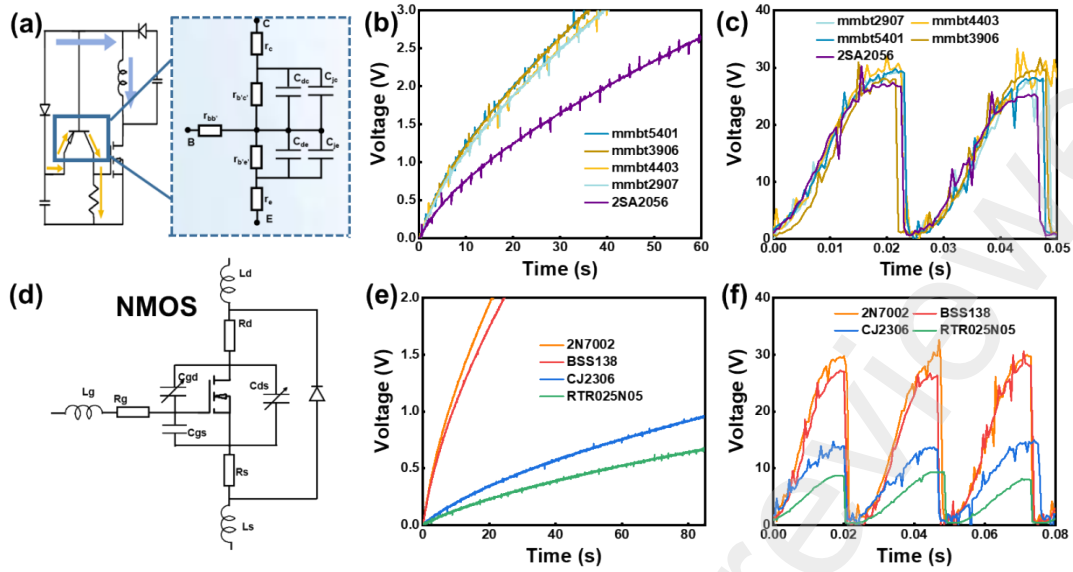 (a)
C
rc
Cdc
Cjc
rb'c'
rbb'
B
Cde
Cje
rb'e'
re
E
(b)
Voltage (V)
3.0
2.5
2.0
1.5
1.0
0.5
0.0
mmbt5401
mmbt3906
mmbt4403
mmbt2907
2SA2056
0 10 20 30 40 50 60
Time (s)
(c)
Voltage (V)
40
30
20
10
0
mmbt2907 mmbt4403
mmbt5401 mmbt3906
2SA2056
0.00 0.01 0.02 0.03 0.04 0.05
Time (s)
(d)
NMOS
Ld
Rd
Cgd
Cds
Lg
Rg
Cgs
Rs
Ls
(e)
Voltage (V)
2.0
1.5
1.0
0.5
0.0
2N7002
BSS138
CJ2306
RTR025N05
0 20 40 60 80
Time (s)
(f)
Voltage (V)
40
30
20
10
0
2N7002 BSS138
CJ2306 RTR025N05
0.00 0.02 0.04 0.06 0.08
Time (s)
review